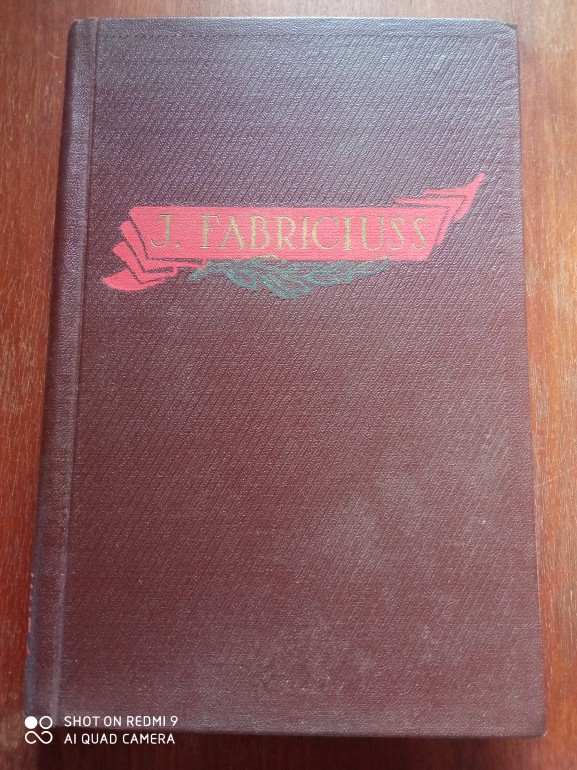 J. FABRICIUSS
SHOT ON REDMI 9
AI QUAD CAMERA